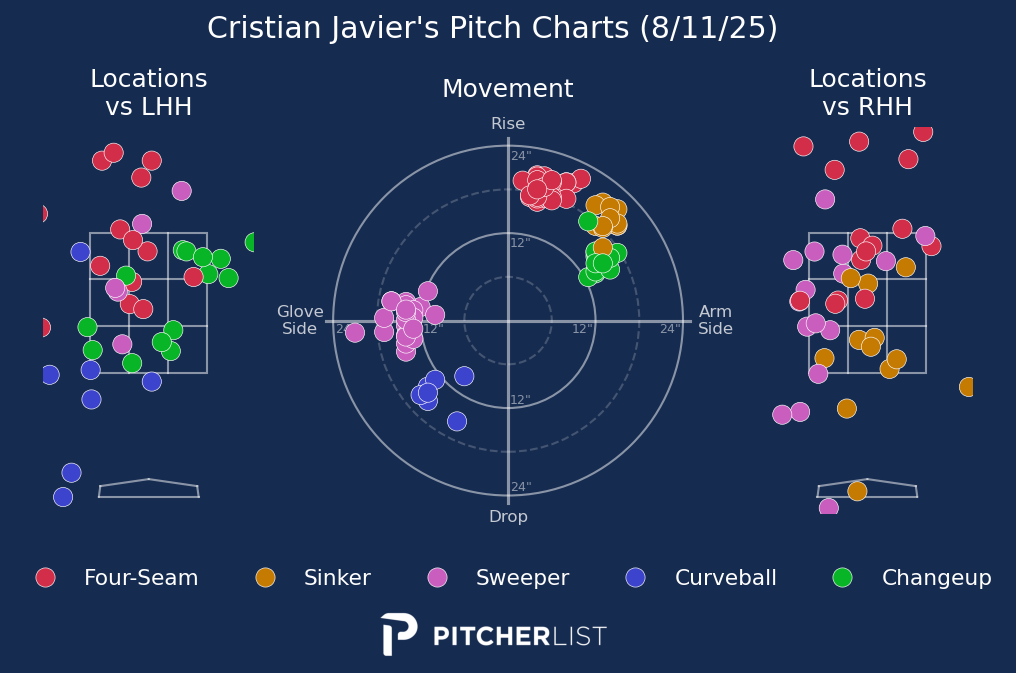 Cristian Javier's Pitch Charts (8/11/25)
Locations
vs LHH
Movement
Locations
vs RHH
Rise
24"
12"
Glove
Side
24"
12"
12"
24"
Arm
Side
12"
24"
Drop
Four-Seam
Sinker
Sweeper
Curveball
Changeup
PITCHERLIST